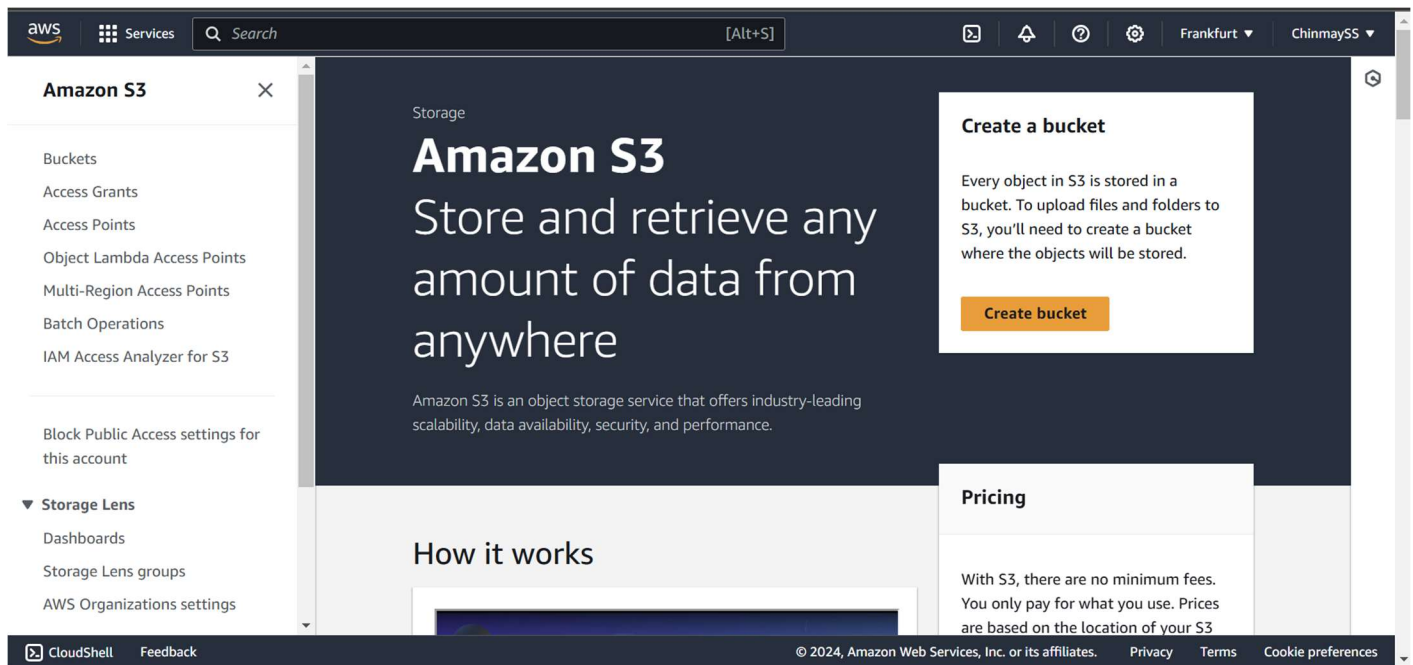 aws
Services
Search
[Alt+S]
Frankfurt ▼
ChinmaySS ▼
Amazon S3
Buckets
Access Grants
Access Points
Object Lambda Access Points
Multi-Region Access Points
Batch Operations
IAM Access Analyzer for S3
Block Public Access settings for
this account
Storage Lens
Dashboards
Storage Lens groups
AWS Organizations settings
Storage
Amazon S3
Store and retrieve any
amount of data from
anywhere
Amazon S3 is an object storage service that offers industry-leading
scalability, data availability, security, and performance.
How it works
Create a bucket
Every object in S3 is stored in a
bucket. To upload files and folders to
S3, you'll need to create a bucket
where the objects will be stored.
Create bucket
Pricing
With S3, there are no minimum fees.
You only pay for what you use. Prices
are based on the location of your S3
CloudShell
Feedback
© 2024, Amazon Web Services, Inc. or its affiliates.
Privacy
Terms
Cookie preferences